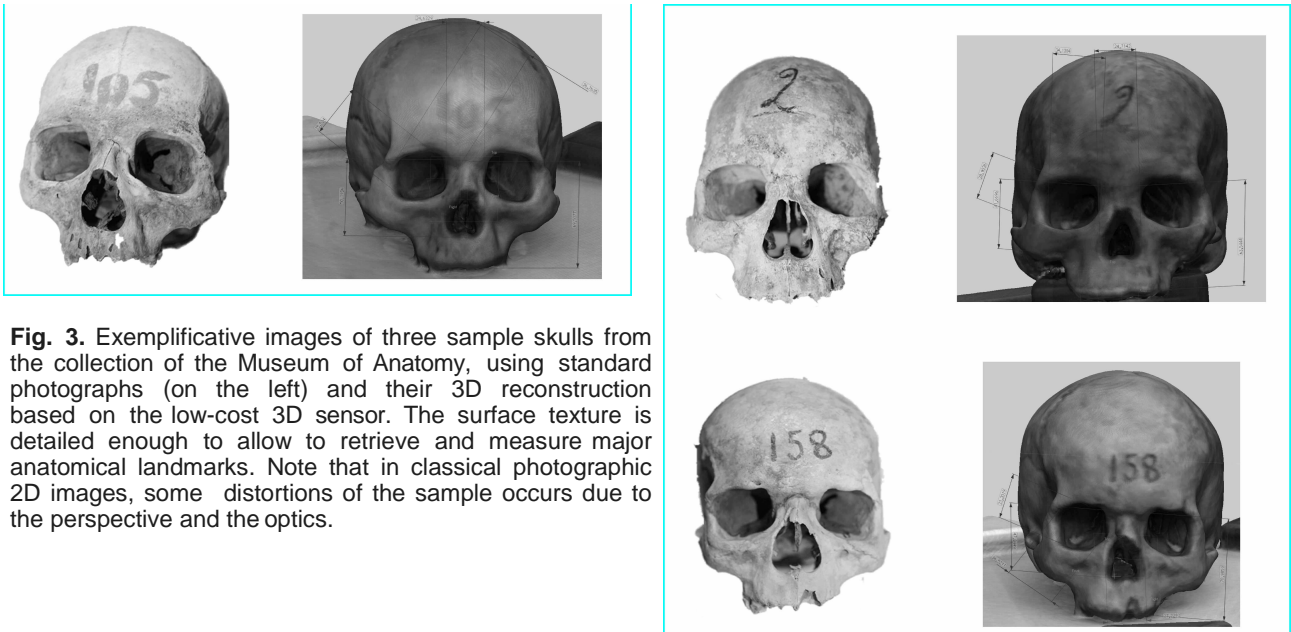 105
105
2
2
Fig. 3. Exemplificative images of three sample skulls from
the collection of the Museum of Anatomy, using standard
photographs (on the left) and their 3D reconstruction
based on the low-cost 3D sensor. The surface texture is
detailed enough to allow to retrieve and measure major
anatomical landmarks. Note that in classical photographic
2D images, some distortions of the sample occurs due to
the perspective and the optics.
158
158